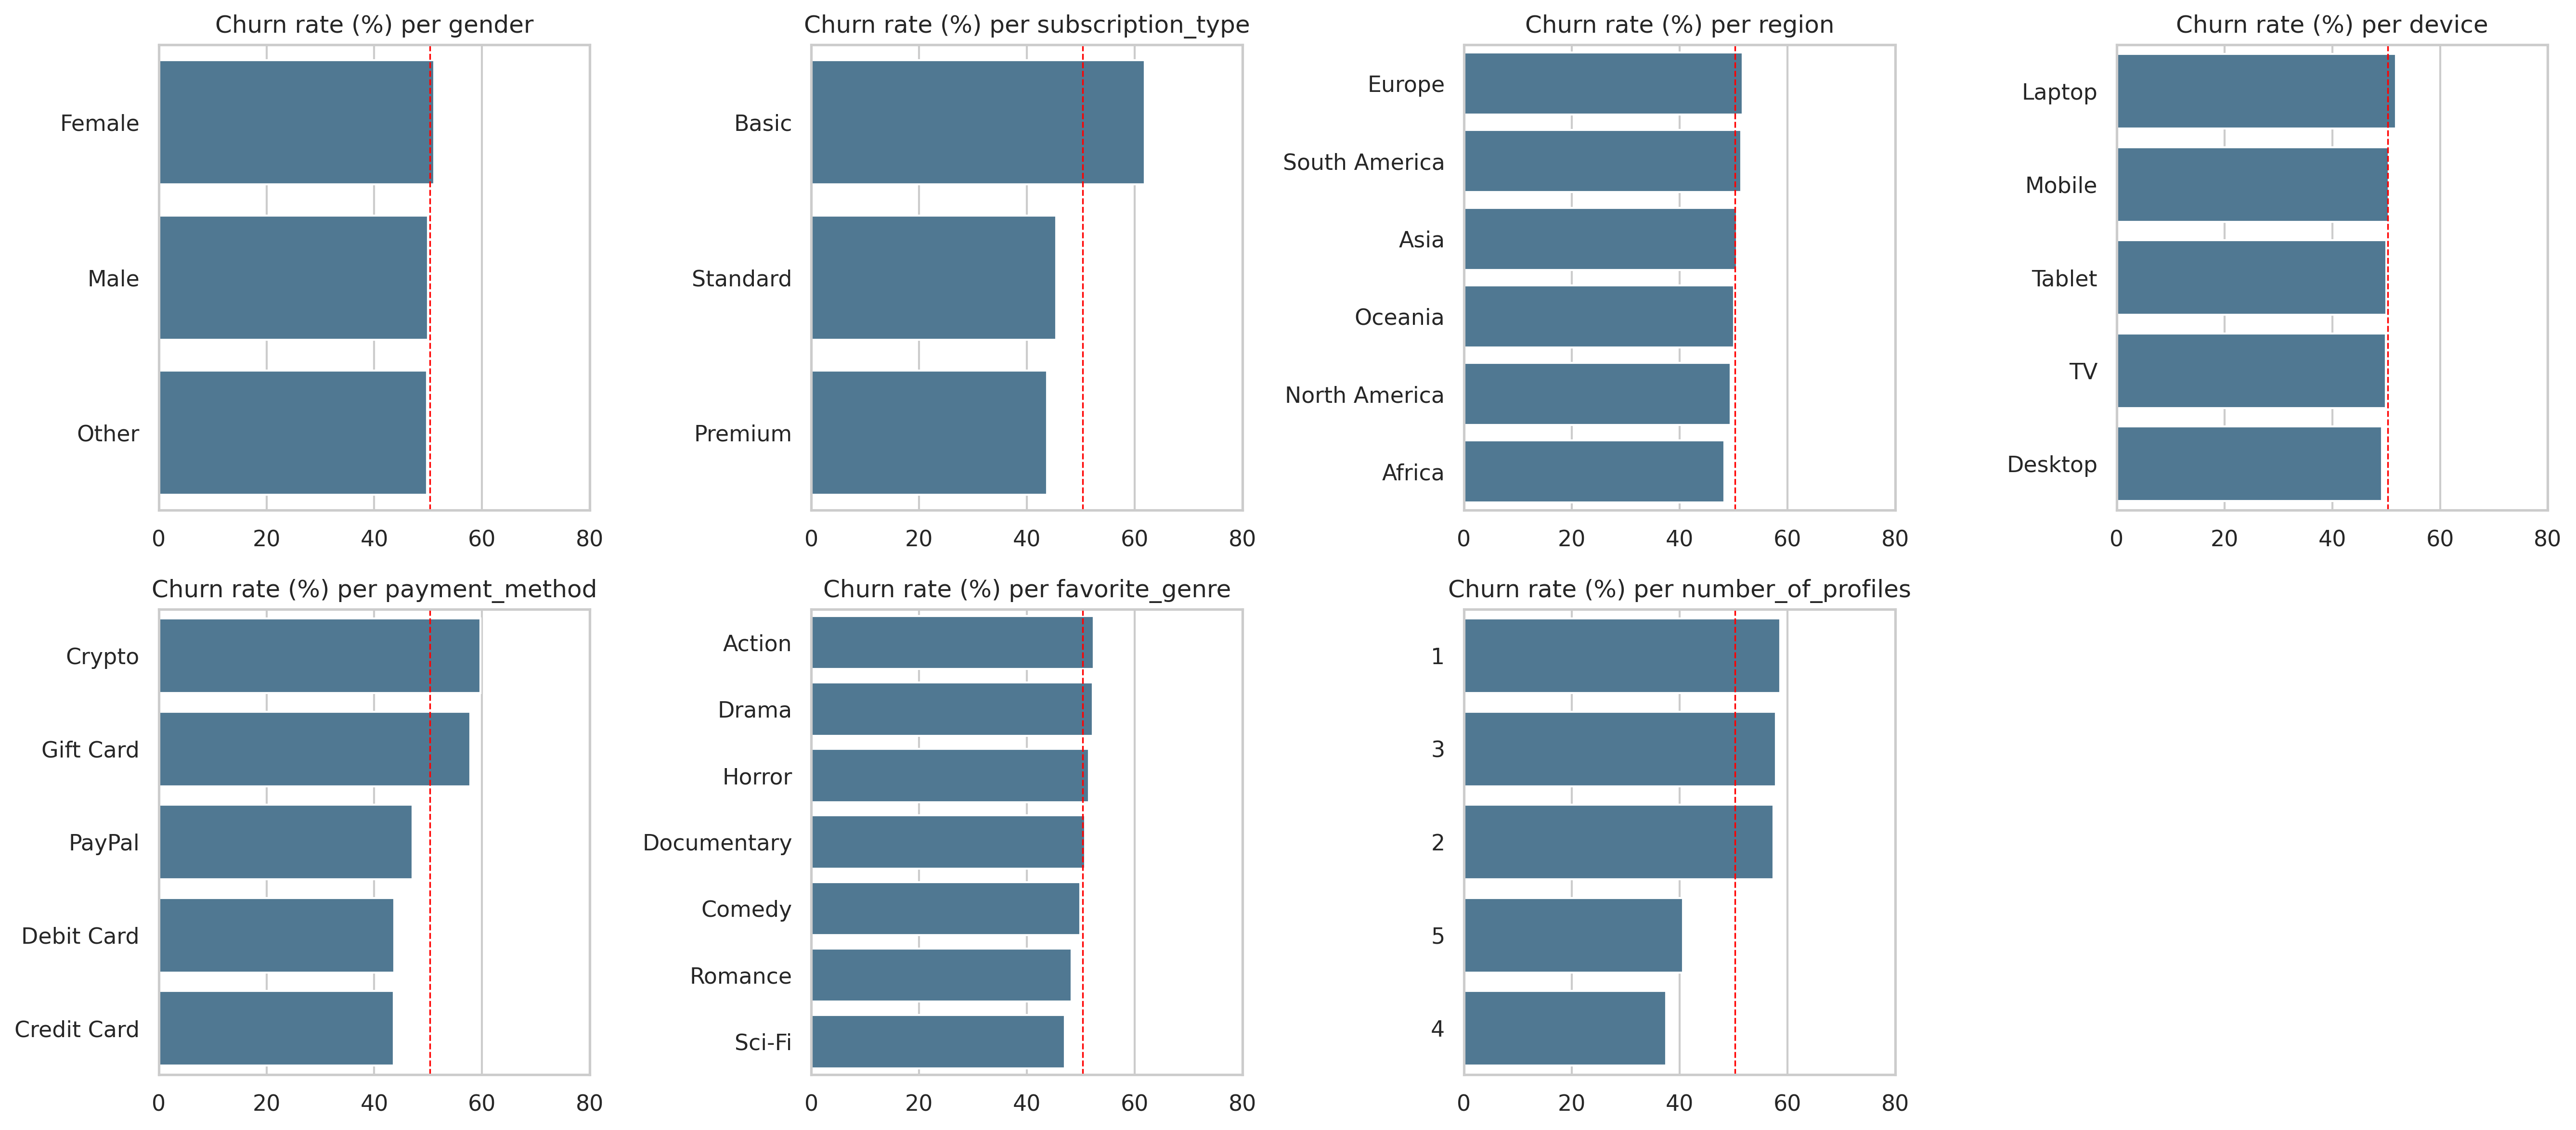 Churn rate (%) per gender
Female
Male
Other
0 20 40 60 80
Churn rate (%) per subscription_type
Basic
Standard
Premium
0 20 40 60 80
Churn rate (%) per region
Europe
South America
Asia
Oceania
North America
Africa
0 20 40 60 80
Churn rate (%) per device
Laptop
Mobile
Tablet
TV
Desktop
0 20 40 60 80
Churn rate (%) per payment_method
Crypto
Gift Card
PayPal
Debit Card
Credit Card
0 20 40 60 80
Churn rate (%) per favorite_genre
Action
Drama
Horror
Documentary
Comedy
Romance
Sci-Fi
0 20 40 60 80
Churn rate (%) per number_of_profiles
1
3
2
5
4
0 20 40 60 80